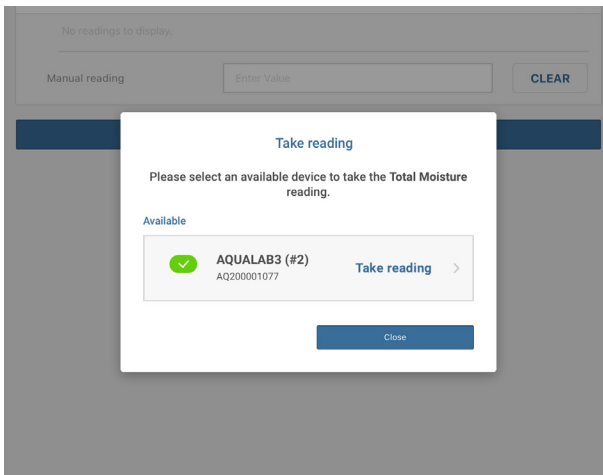 No readings to display.
Manual reading
Enter Value
CLEAR
Take reading
Please select an available device to take the Total Moisture
reading.
Available
AQUALAB3 (#2)
AQ200001077
Take reading
Close